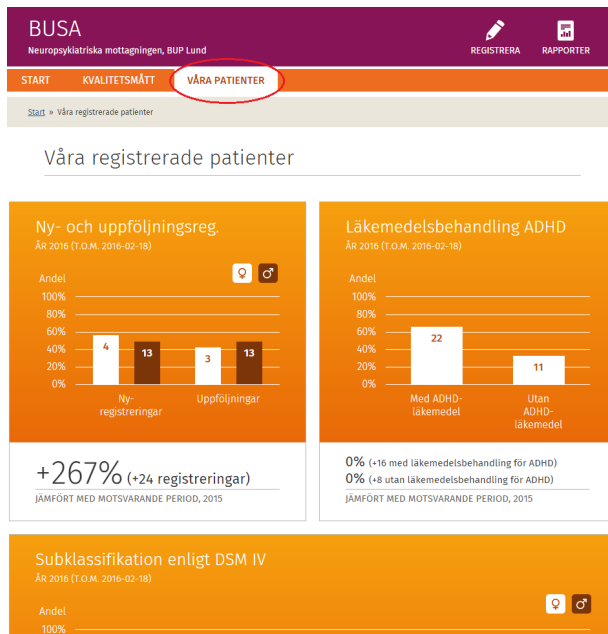 BUSA
Neuropsykiatriska mottagningen, BUP Lund
REGISTRERA RAPPORTER
START KVALITETSMÅTT VÅRA PATIENTER
Start » Våra registrerade patienter
Våra registrerade patienter
Ny- och uppföljningsreg.
ÅR 2016 (T.O.M. 2016-02-18)
♀ ♂
Andel
100%
80%
60%
40%
20%
0%
4 13 3 13
Ny-
registreringar
Uppföljningar
+267% (+24 registreringar)
JÄMFÖRT MED MOTSVARANDE PERIOD, 2015
Läkemedelsbehandling ADHD
ÅR 2016 (T.O.M. 2016-02-18)
Andel
100%
80%
60%
40%
20%
0%
22 11
Med ADHD-
läkemedel
Utan
ADHD-
läkemedel
0% (+16 med läkemedelsbehandling för ADHD)
0% (+8 utan läkemedelsbehandling för ADHD)
JÄMFÖRT MED MOTSVARANDE PERIOD, 2015
Subklassifikation enligt DSM IV
ÅR 2016 (T.O.M. 2016-02-18)
♀ ♂
Andel
100%